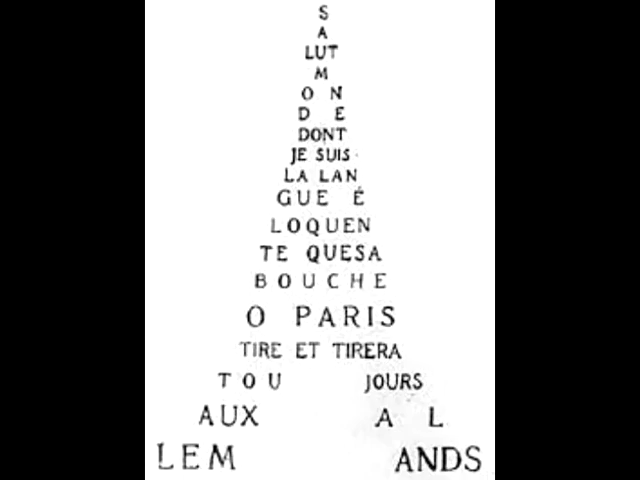 S
A
LUT
M
O N
D E
DONT
JE SUIS
LA LAN
GUE É
LOQUEN
TE QUESA
BOUCHE
O PARIS
TIRE ET TIRERA
TOU JOURS
AUX A L
LEM ANDS